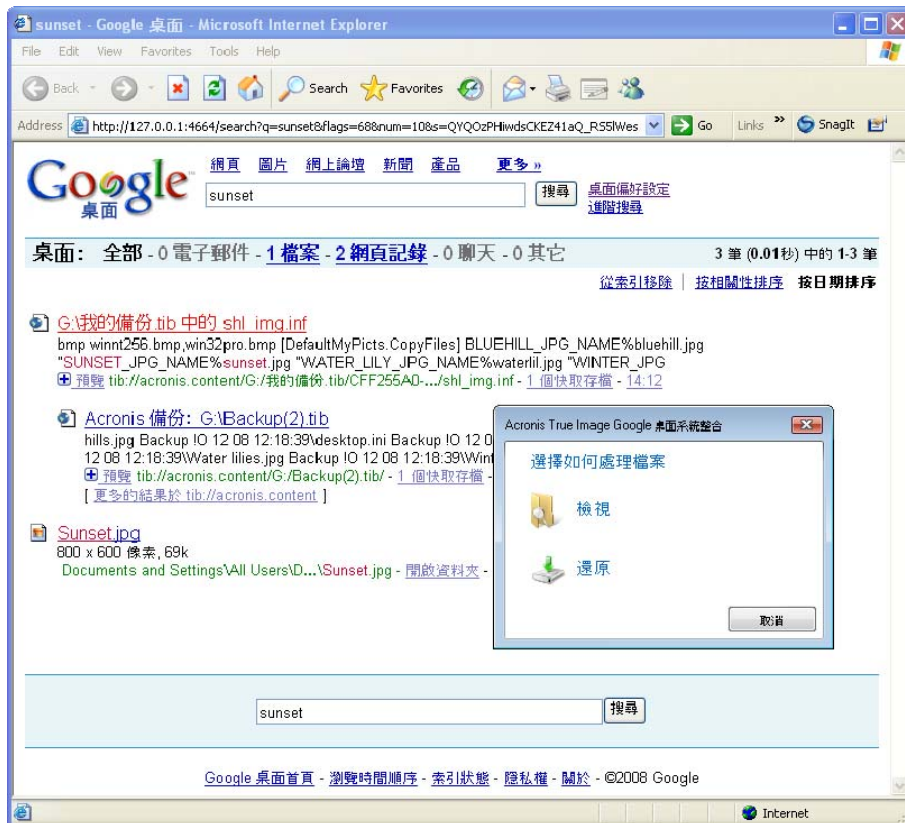 sunset - Google 桌面 - Microsoft Internet Explorer
File Edit View Favorites Tools Help
Back Search Favorites
Address http://127.0.0.1:4664/search?q=sunset&flags=68&num=10&s=QYQOzPHiwdsCKEZ41aQ_RS5lWes Go Links » SnagIt
網頁 圖片 網上論壇 新聞 產品 更多 »
Google 桌面
sunset 搜尋 桌面偏好設定
進階搜尋
桌面: 全部 - 0 電子郵件 - 1 檔案 - 2 網頁記錄 - 0 聊天 - 0 其它 3 筆 (0.01秒) 中的 1-3 筆
從索引移除 | 按相關性排序 按日期排序
G:\我的備份.tib 中的 shl_img.inf
bmp winnt256.bmp,win32pro.bmp [DefaultMyPicts.CopyFiles] BLUEHILL_JPG_NAME%bluehill.jpg
"SUNSET_JPG_NAME%sunset.jpg "WATER_LILY_JPG_NAME%waterlil.jpg "WINTER_JPG
預覽 tib://acronis.content/G:/我的備份.tib/CFF255A0-.../shl_img.inf - 1 個快取存檔 - 14:12
Acronis 備份: G:\Backup(2).tib
hills.jpg Backup !O 12 08 12:18:39\desktop.ini Backup !O 12 0
12 08 12:18:39\Water lilies.jpg Backup !O 12 08 12:18:39\Wint
預覽 tib://acronis.content/G:/Backup(2).tib/ - 1 個快取存檔 -
[ 更多的結果於 tib://acronis.content ]
Sunset.jpg
800 x 600 像素, 69k
Documents and Settings\All Users\D...\Sunset.jpg - 開啟資料夾 -
Acronis True Image Google 桌面系統整合
選擇如何處理檔案
檢視
還原
取消
sunset 搜尋
Google 桌面首頁 - 瀏覽時間順序 - 索引狀態 - 隱私權 - 關於 - ©2008 Google
Internet